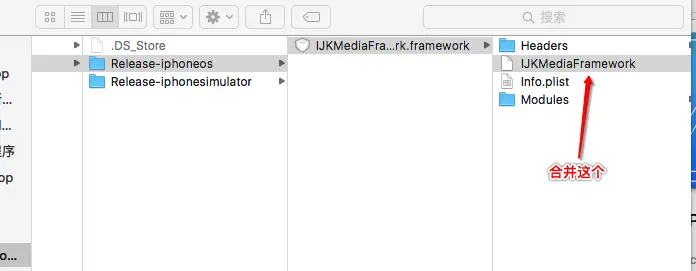 搜索
.DS_Store
Release-iphoneos
Release-iphonesimulator
IJKMediaFra...rk.framework
Headers
IJKMediaFramework
Info.plist
Modules
合并这个
op
程序
op
o...